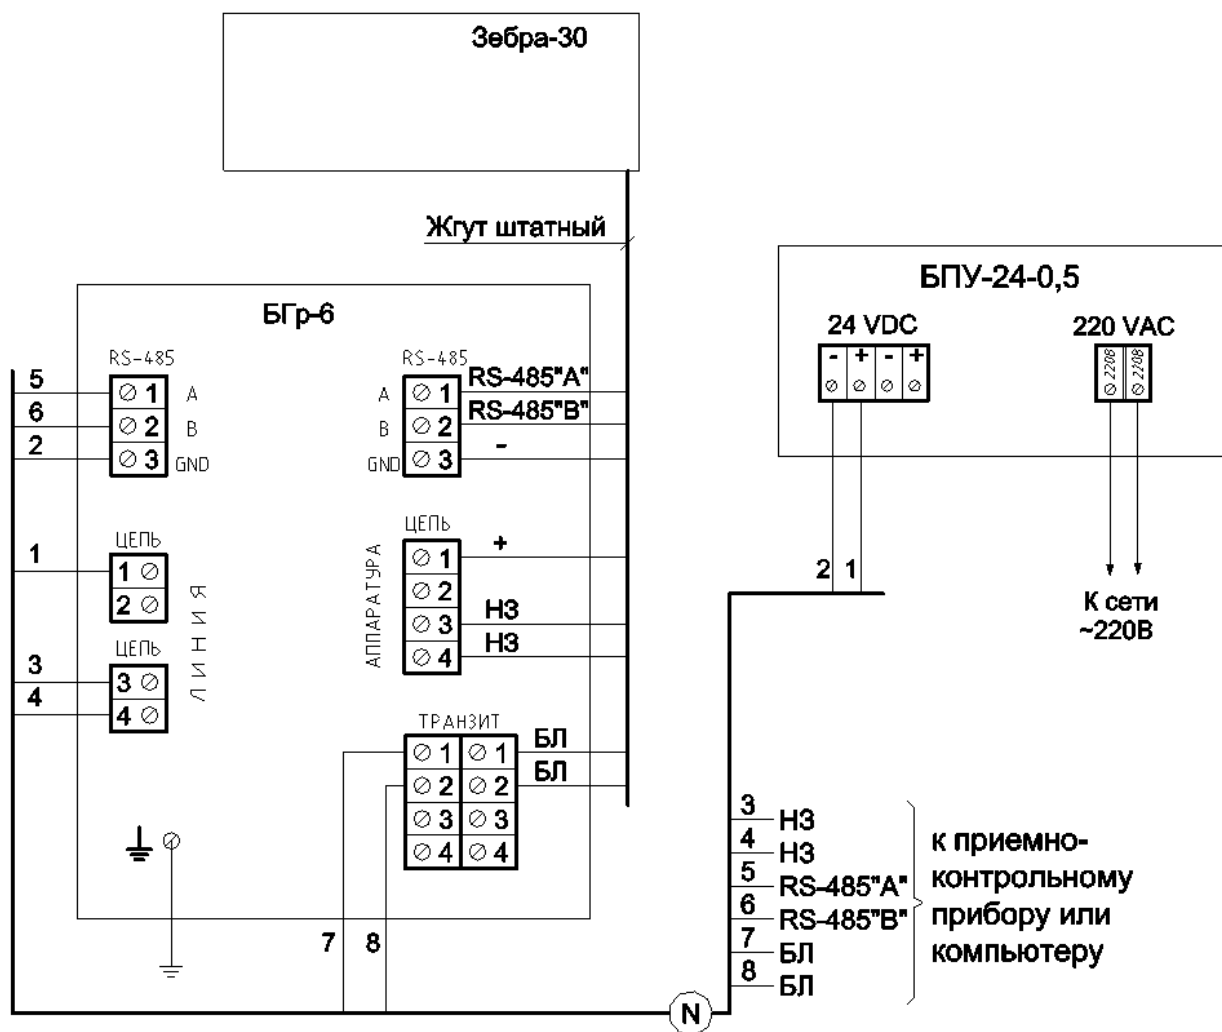 Зебра-30
Жгут штатный
БГр-6
RS-485
5
1
A
6
2
B
2
3
GND
ЦЕПЬ
1
1
2
ЦЕПЬ
3
3
4
4
ЛИНИЯ
RS-485
A
1
RS-485"A"
B
2
RS-485"B"
GND
3
-
ЦЕПЬ
АППАРАТУРА
1
+
2
3
НЗ
4
НЗ
ТРАНЗИТ
1 1
БЛ
2 2
БЛ
3 3
4 4
7 8
N
БПУ-24-0,5
24 VDC
- + - +
220 VAC
220В 220В
2 1
К сети
~220В
3 НЗ
4 НЗ
5 RS-485"A"
6 RS-485"B"
7 БЛ
8 БЛ
к приемно-
контрольному
прибору или
компьютеру